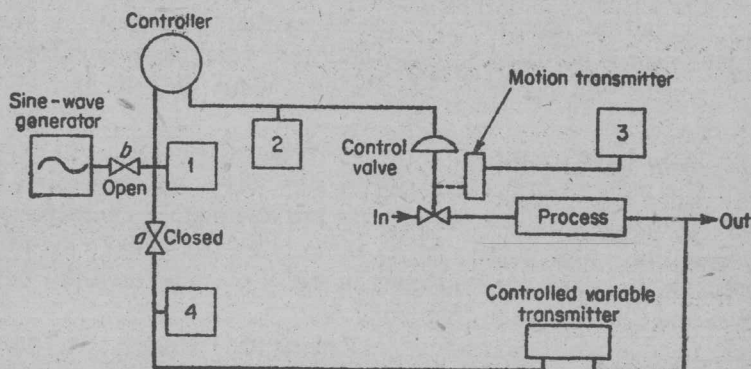 Controller
Motion transmitter
Sine-wave
generator
3
2
Control
valve
b
1
Open
In
Process
Out
a Closed
4
Controlled variable
transmitter